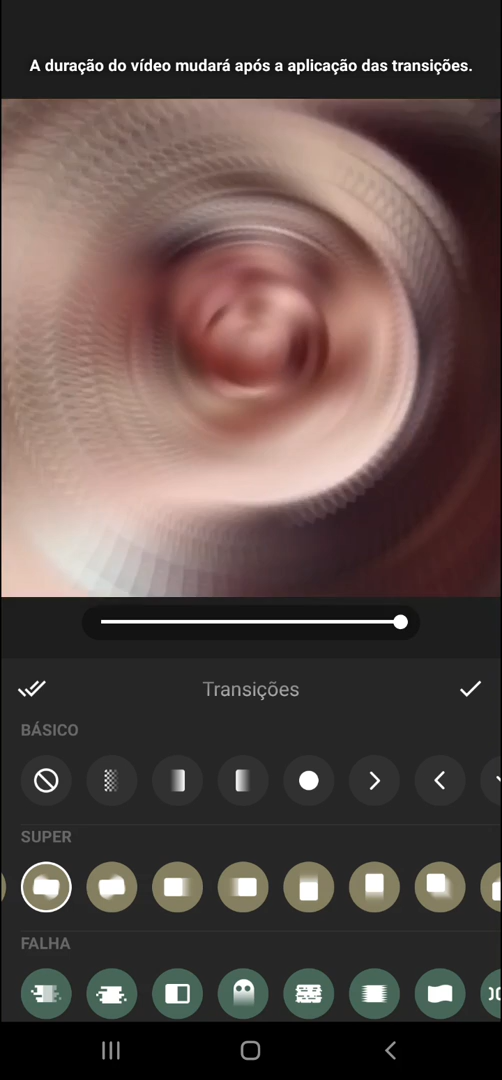 A duração do vídeo mudará após a aplicação das transições.
Transições
BÁSICO
SUPER
FALHA